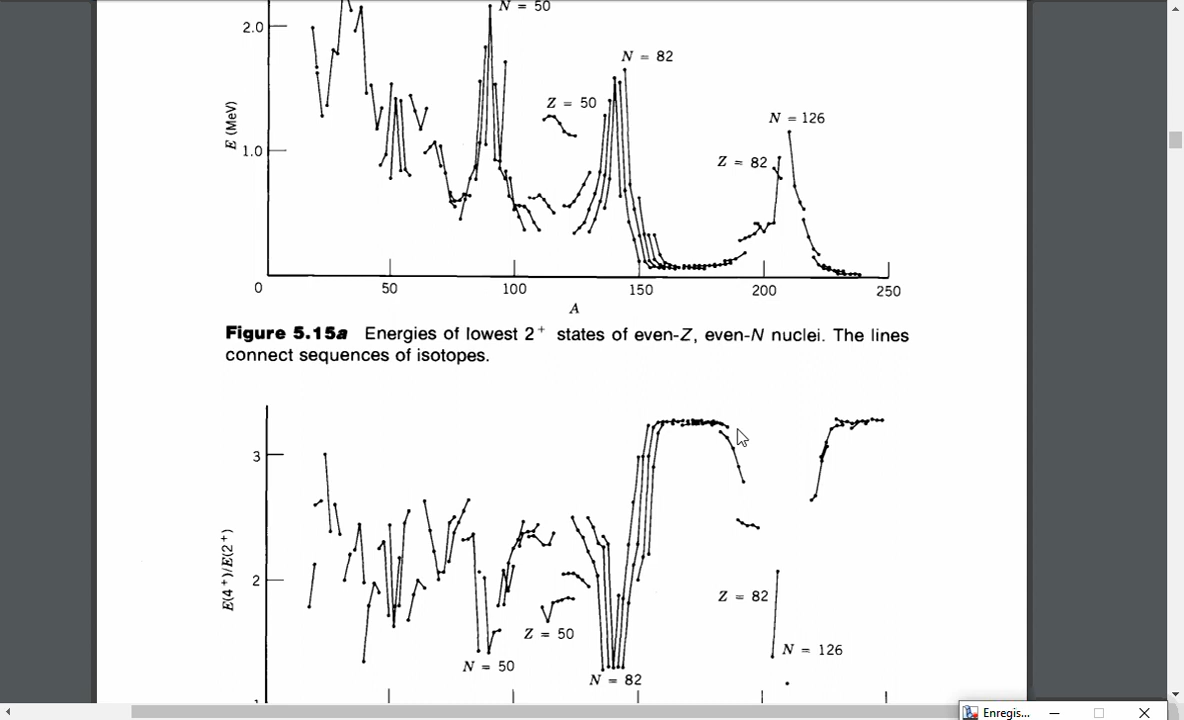 N = 50
2.0
N = 82
Z = 50
N = 126
E (MeV)
1.0
Z = 82
0
50
100
150
200
250
A
Figure 5.15a Energies of lowest 2+ states of even-Z, even-N nuclei. The lines
connect sequences of isotopes.
3
E(4+)/E(2+)
2
Z = 82
Z = 50
N = 126
N = 50
N = 82
1
Enregis...